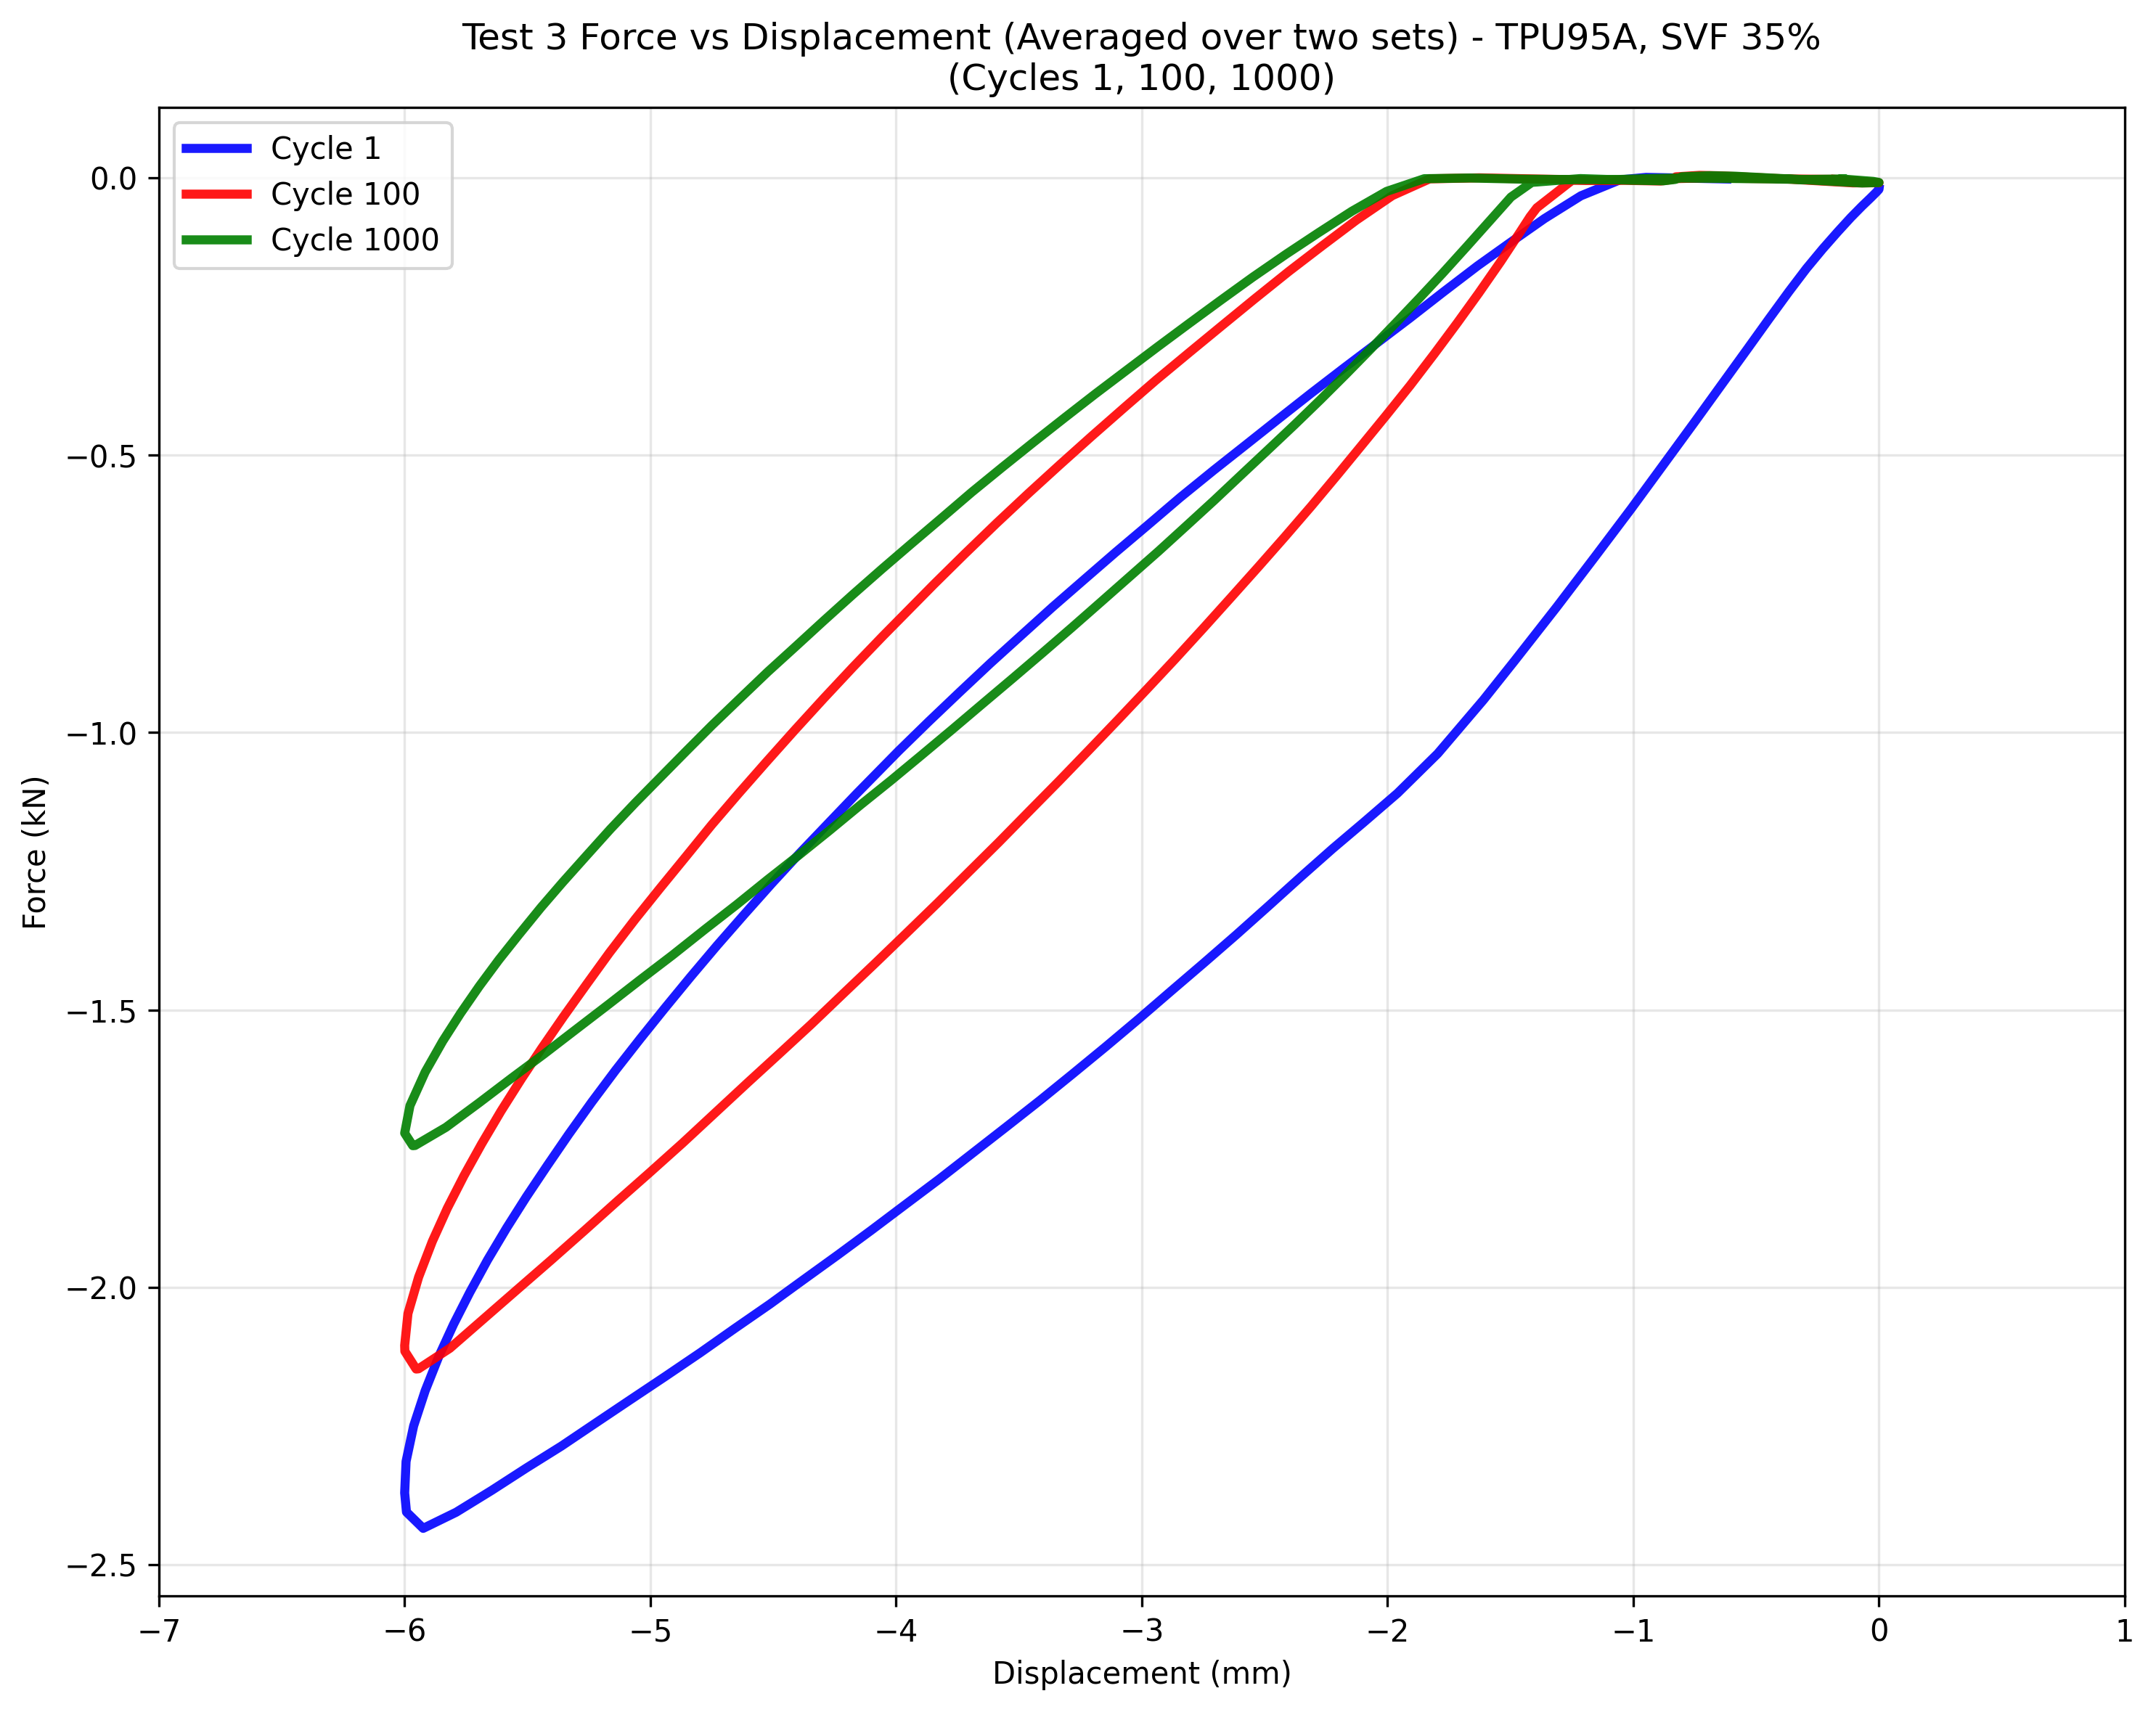 Test 3 Force vs Displacement (Averaged over two sets) - TPU95A, SVF 35%
(Cycles 1, 100, 1000)
Cycle 1
Cycle 100
Cycle 1000
0.0
−0.5
−1.0
−1.5
−2.0
−2.5
Force (kN)
−7 −6 −5 −4 −3 −2 −1 0 1
Displacement (mm)